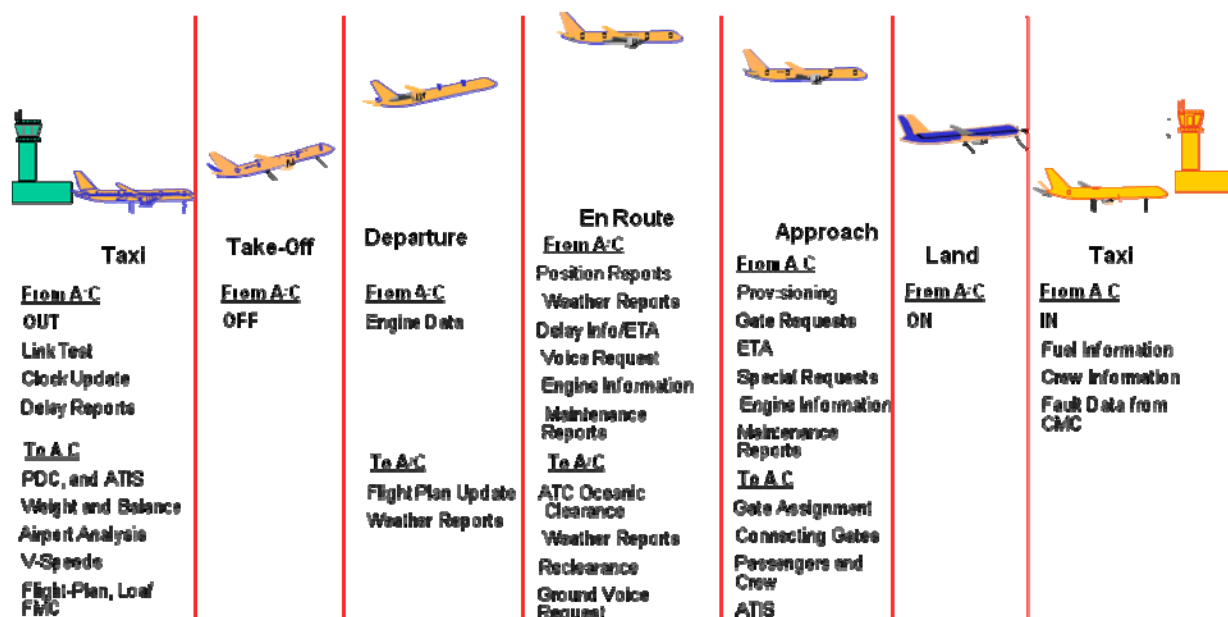 Taxi
From A/C
OUT
Link Test
Clock Update
Delay Reports
To A/C
PDC, and ATIS
Weight and Balance
Airport Analysis
V-Speeds
Flight-Plan, Loaf
FMC
Take-Off
From A/C
OFF
Departure
From A/C
Engine Data
To A/C
Flight Plan Update
Weather Reports
En Route
From A/C
Position Reports
Weather Reports
Delay Info/ETA
Voice Request
Engine Information
Maintenance
Reports
To A/C
ATC Oceanic
Clearance
Weather Reports
Reclearance
Ground Voice
Request
Approach
From A/C
Provisioning
Gate Requests
ETA
Special Requests
Engine Information
Maintenance
Reports
To A/C
Gate Assignment
Connecting Gates
Passengers and
Crew
ATIS
Land
From A/C
ON
Taxi
From A/C
IN
Fuel Information
Crew Information
Fault Data from
CMC